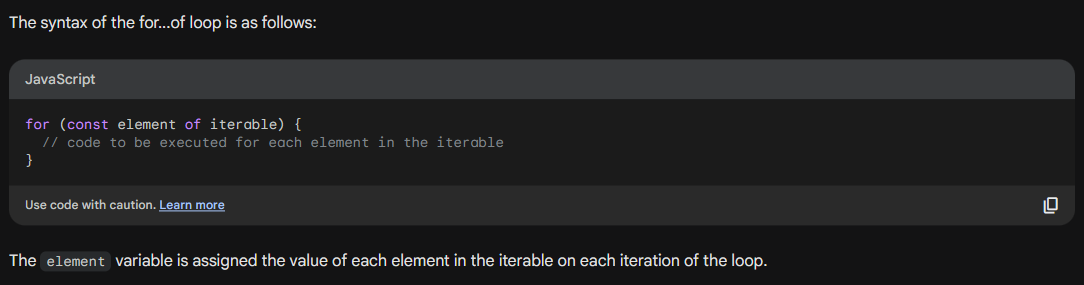 The syntax of the for...of loop is as follows:
JavaScript
for (const element of iterable) {
  // code to be executed for each element in the iterable
}
Use code with caution. Learn more
The element variable is assigned the value of each element in the iterable on each iteration of the loop.